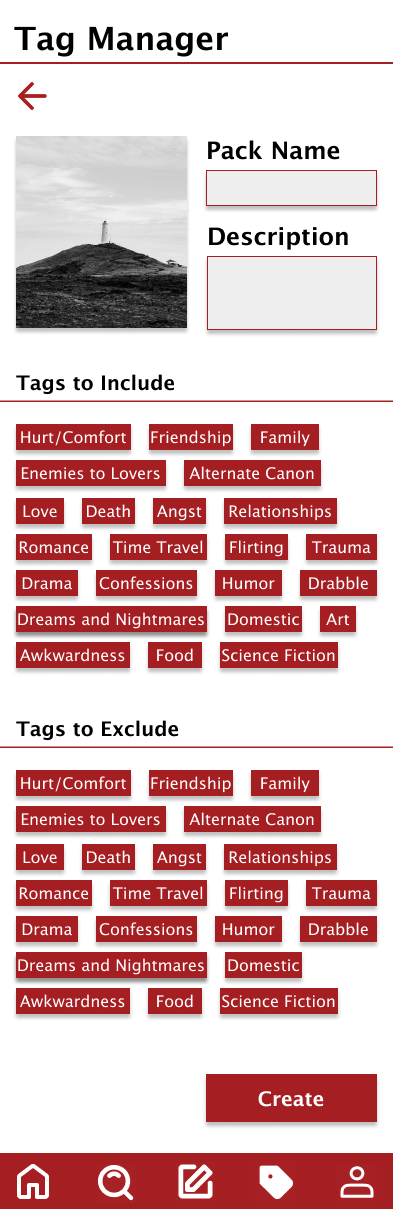 Tag Manager
Pack Name
Description
Tags to Include
Hurt/Comfort Friendship Family
Enemies to Lovers Alternate Canon
Love Death Angst Relationships
Romance Time Travel Flirting Trauma
Drama Confessions Humor Drabble
Dreams and Nightmares Domestic Art
Awkwardness Food Science Fiction
Tags to Exclude
Hurt/Comfort Friendship Family
Enemies to Lovers Alternate Canon
Love Death Angst Relationships
Romance Time Travel Flirting Trauma
Drama Confessions Humor Drabble
Dreams and Nightmares Domestic
Awkwardness Food Science Fiction
Create